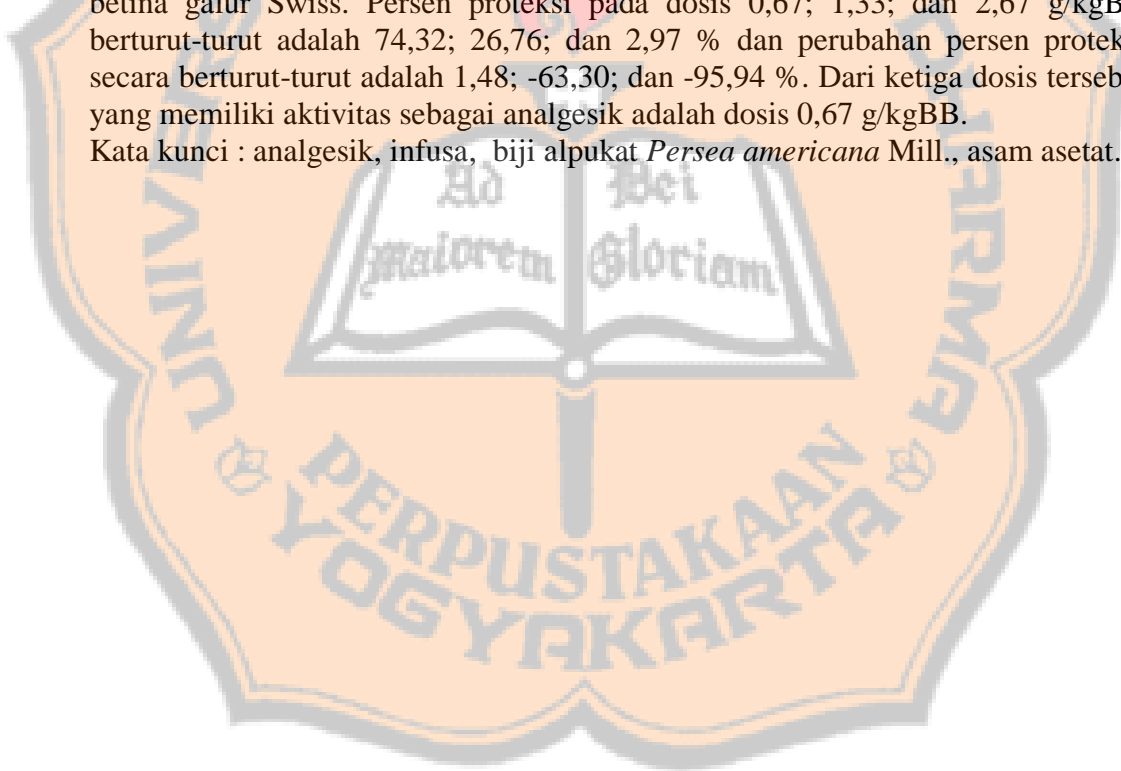 betina galur Swiss. Persen proteksi pada dosis 0,67; 1,33; dan 2,67 g/kgBB
berturut-turut adalah 74,32; 26,76; dan 2,97 % dan perubahan persen protek
secara berturut-turut adalah 1,48; -63,30; dan -95,94 %. Dari ketiga dosis terseb
yang memiliki aktivitas sebagai analgesik adalah dosis 0,67 g/kgBB.
Kata kunci : analgesik, infusa, biji alpukat Persea americana Mill., asam asetat.
Ad Dei
maiorem Gloriam
PERPUSTAKAAN
YOGYAKARTA